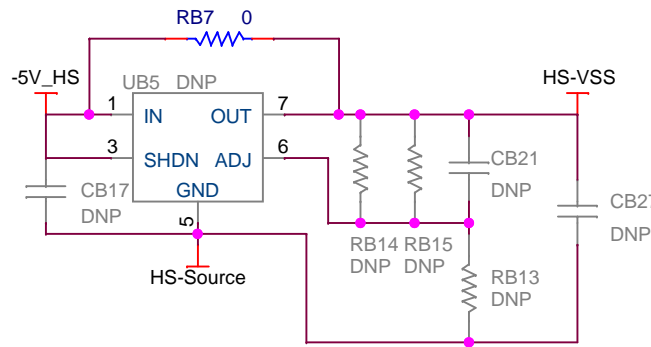 RB7 0
-5V_HS
UB5 DNP
HS-VSS
1 IN OUT 7
3 SHDN ADJ 6
GND
5
CB17
DNP
CB21
DNP
DNP
RB14 RB15
DNP DNP
RB13
DNP
HS-Source